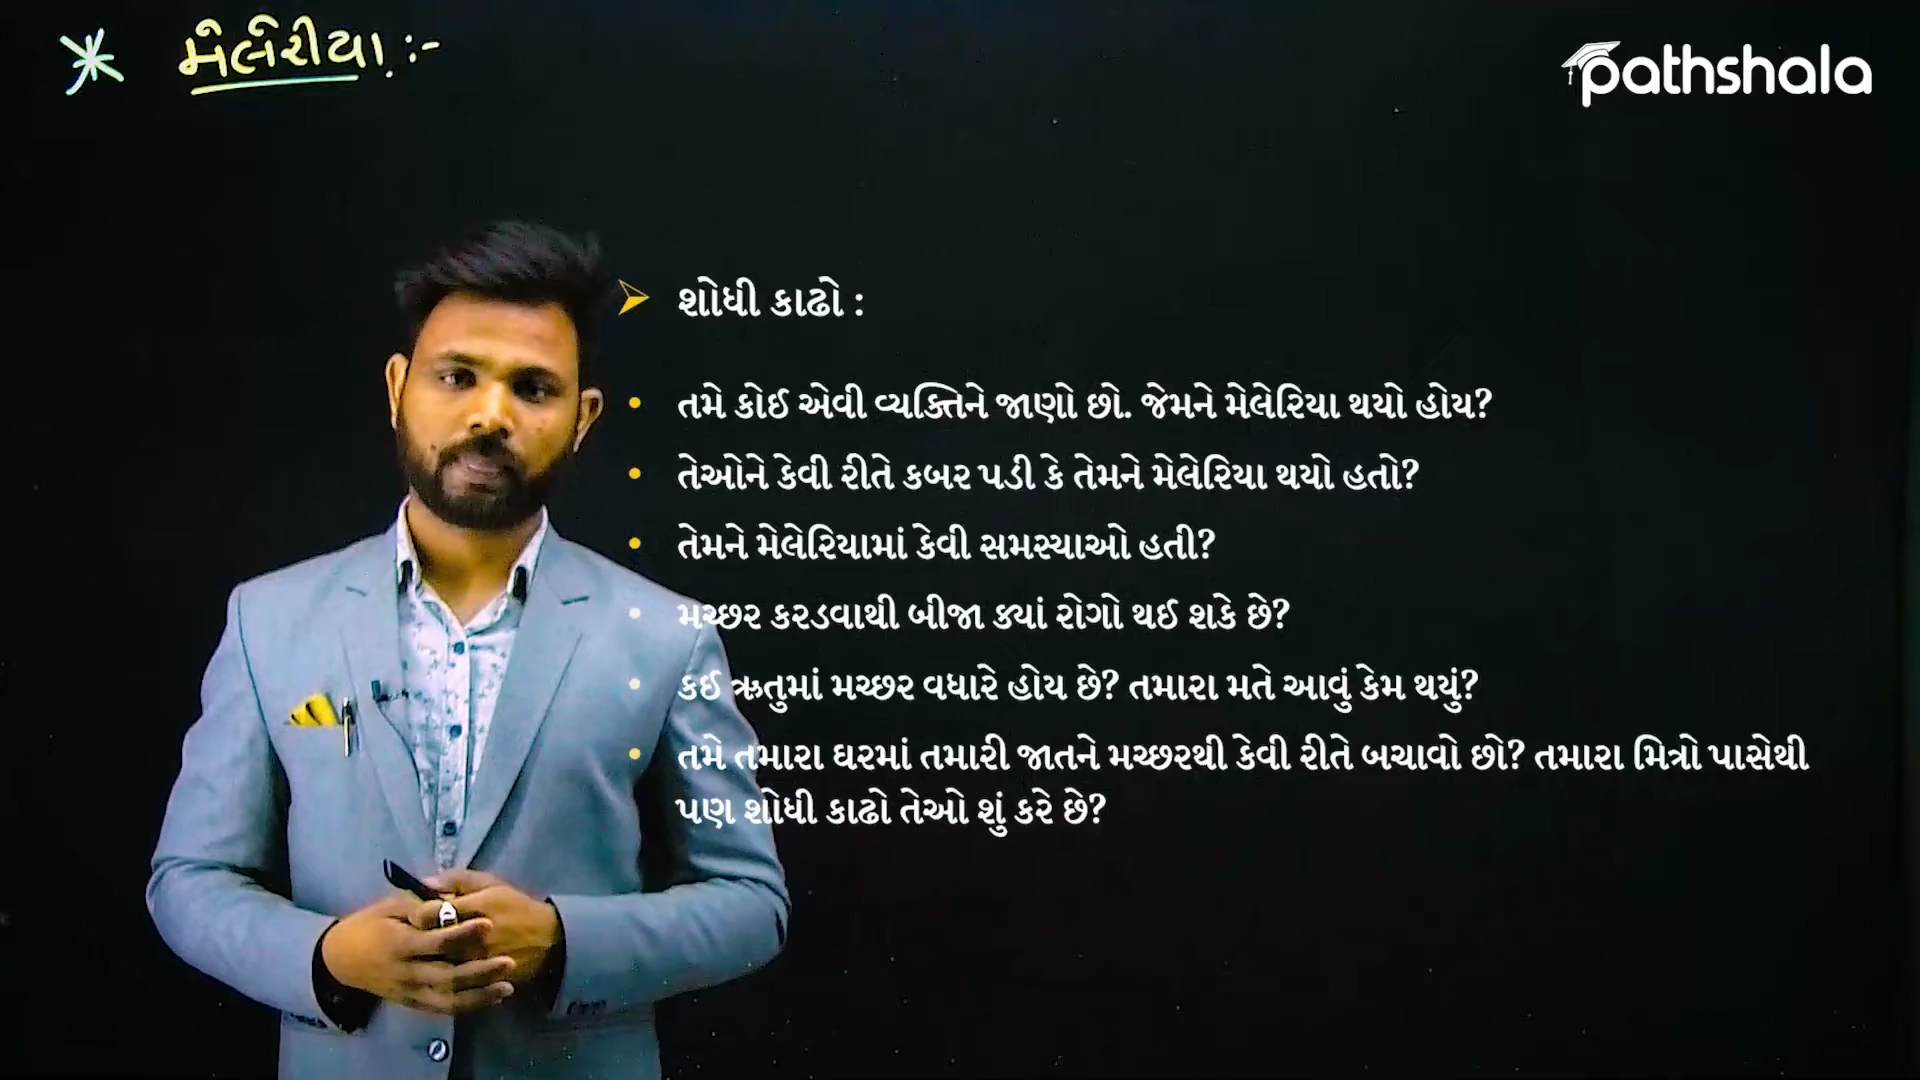 * મેલેરીયા :-
pathshala
શોધી કાઢો :
તમે કોઈ એવી વ્યક્તિને જાણો છો. જેમને મેલેરિયા થયો હોય?
તેઓને કેવી રીતે કબર પડી કે તેમને મેલેરિયા થયો હતો?
તેમને મેલેરિયામાં કેવી સમસ્યાઓ હતી?
મચ્છર કરડવાથી બીજા ક્યાં રોગો થઈ શકે છે?
કઈ ઋતુમાં મચ્છર વધારે હોય છે? તમારા મતે આવું કેમ થયું?
તમે તમારા ઘરમાં તમારી જાતને મચ્છરથી કેવી રીતે બચાવો છો? તમારા મિત્રો પાસેથી
પણ શોધી કાઢો તેઓ શું કરે છે?